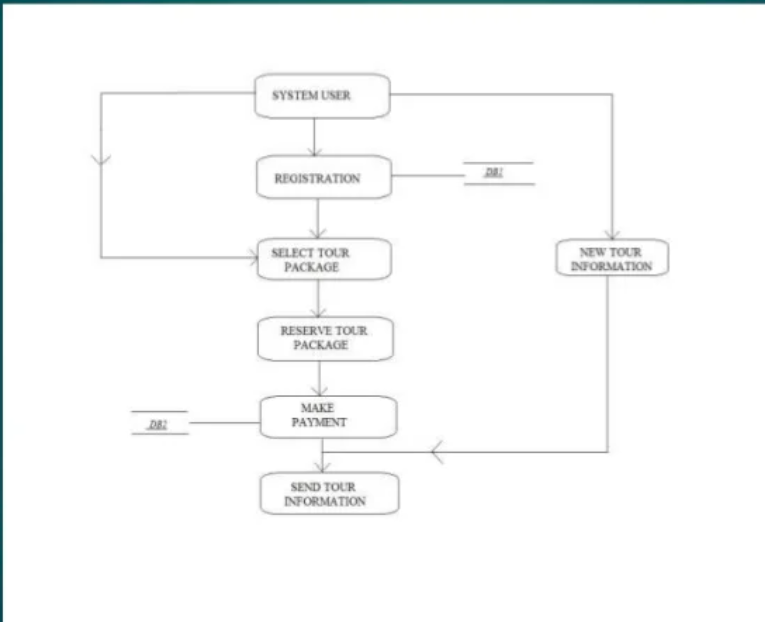 SYSTEM USER
REGISTRATION
DB1
SELECT TOUR
PACKAGE
NEW TOUR
INFORMATION
RESERVE TOUR
PACKAGE
MAKE
PAYMENT
DB2
SEND TOUR
INFORMATION